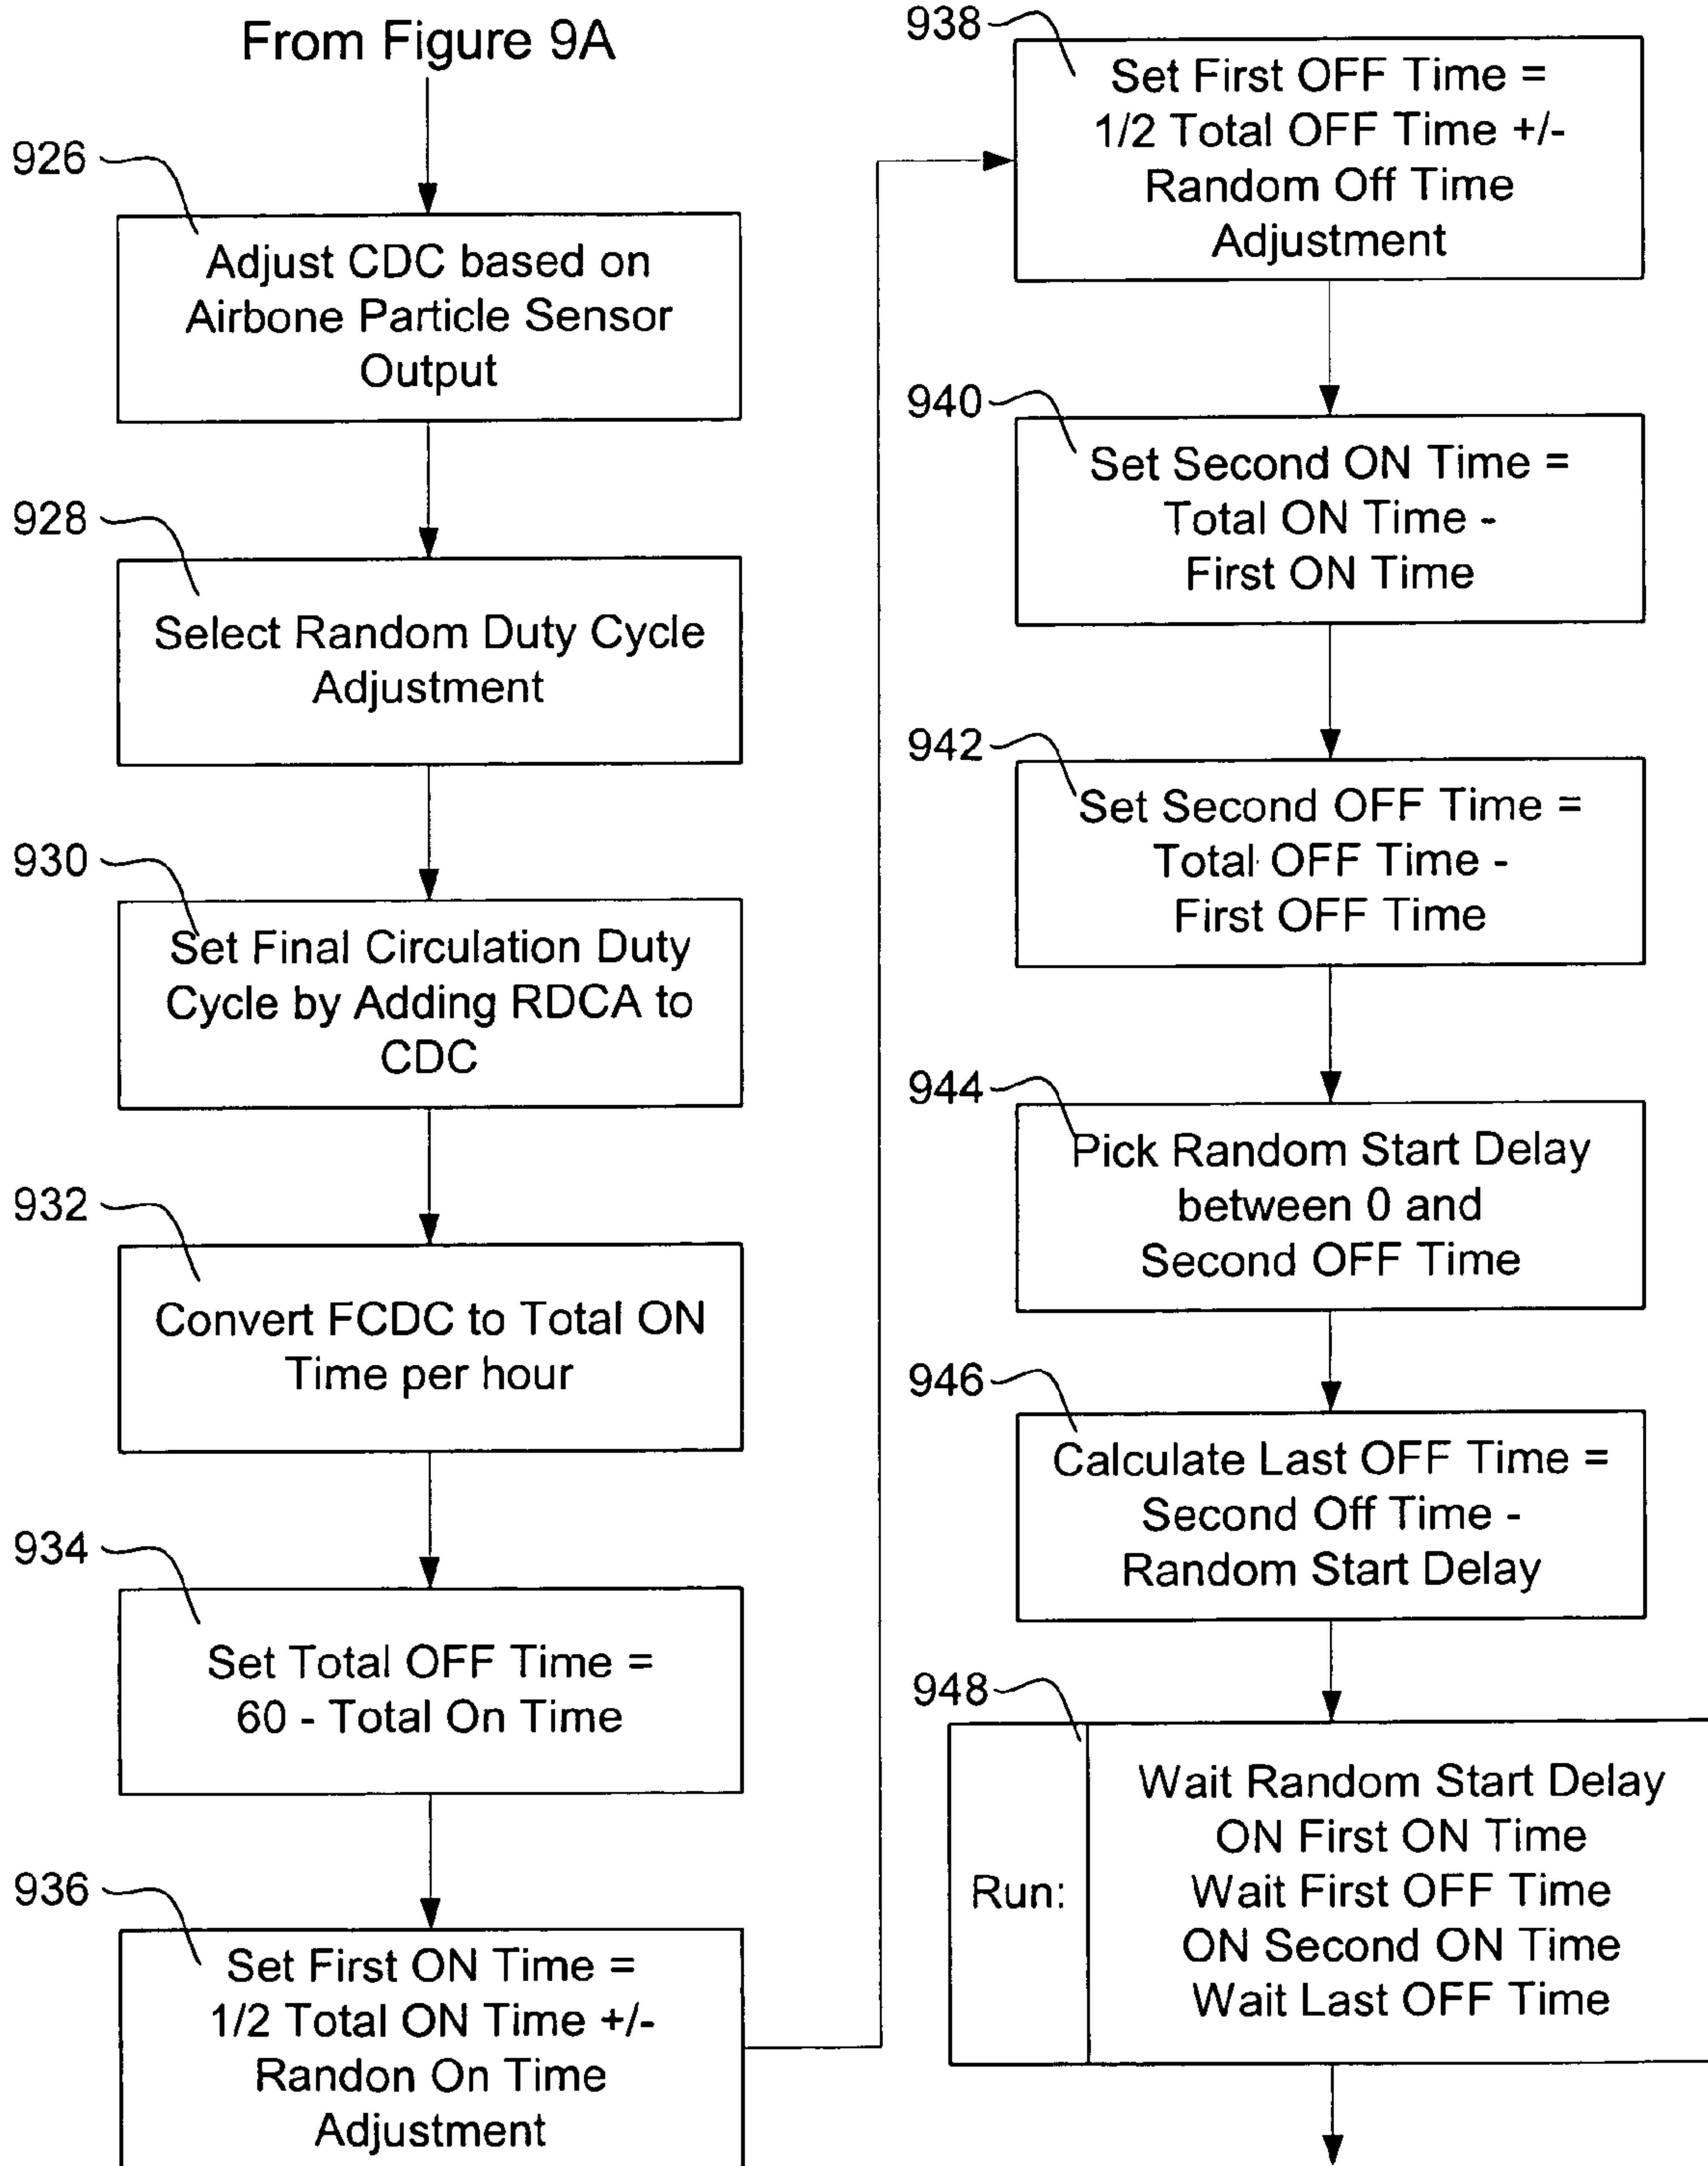 From Figure 9A
926
Adjust CDC based on
Airbone Particle Sensor
Output
928
Select Random Duty Cycle
Adjustment
930
Set Final Circulation Duty
Cycle by Adding RDCA to
CDC
932
Convert FCDC to Total ON
Time per hour
934
Set Total OFF Time =
60 - Total On Time
936
Set First ON Time =
1/2 Total ON Time +/-
Randon On Time
Adjustment
938
Set First OFF Time =
1/2 Total OFF Time +/-
Random Off Time
Adjustment
940
Set Second ON Time =
Total ON Time -
First ON Time
942
Set Second OFF Time =
Total OFF Time -
First OFF Time
944
Pick Random Start Delay
between 0 and
Second OFF Time
946
Calculate Last OFF Time =
Second Off Time -
Random Start Delay
948
Run:
Wait Random Start Delay
ON First ON Time
Wait First OFF Time
ON Second ON Time
Wait Last OFF Time